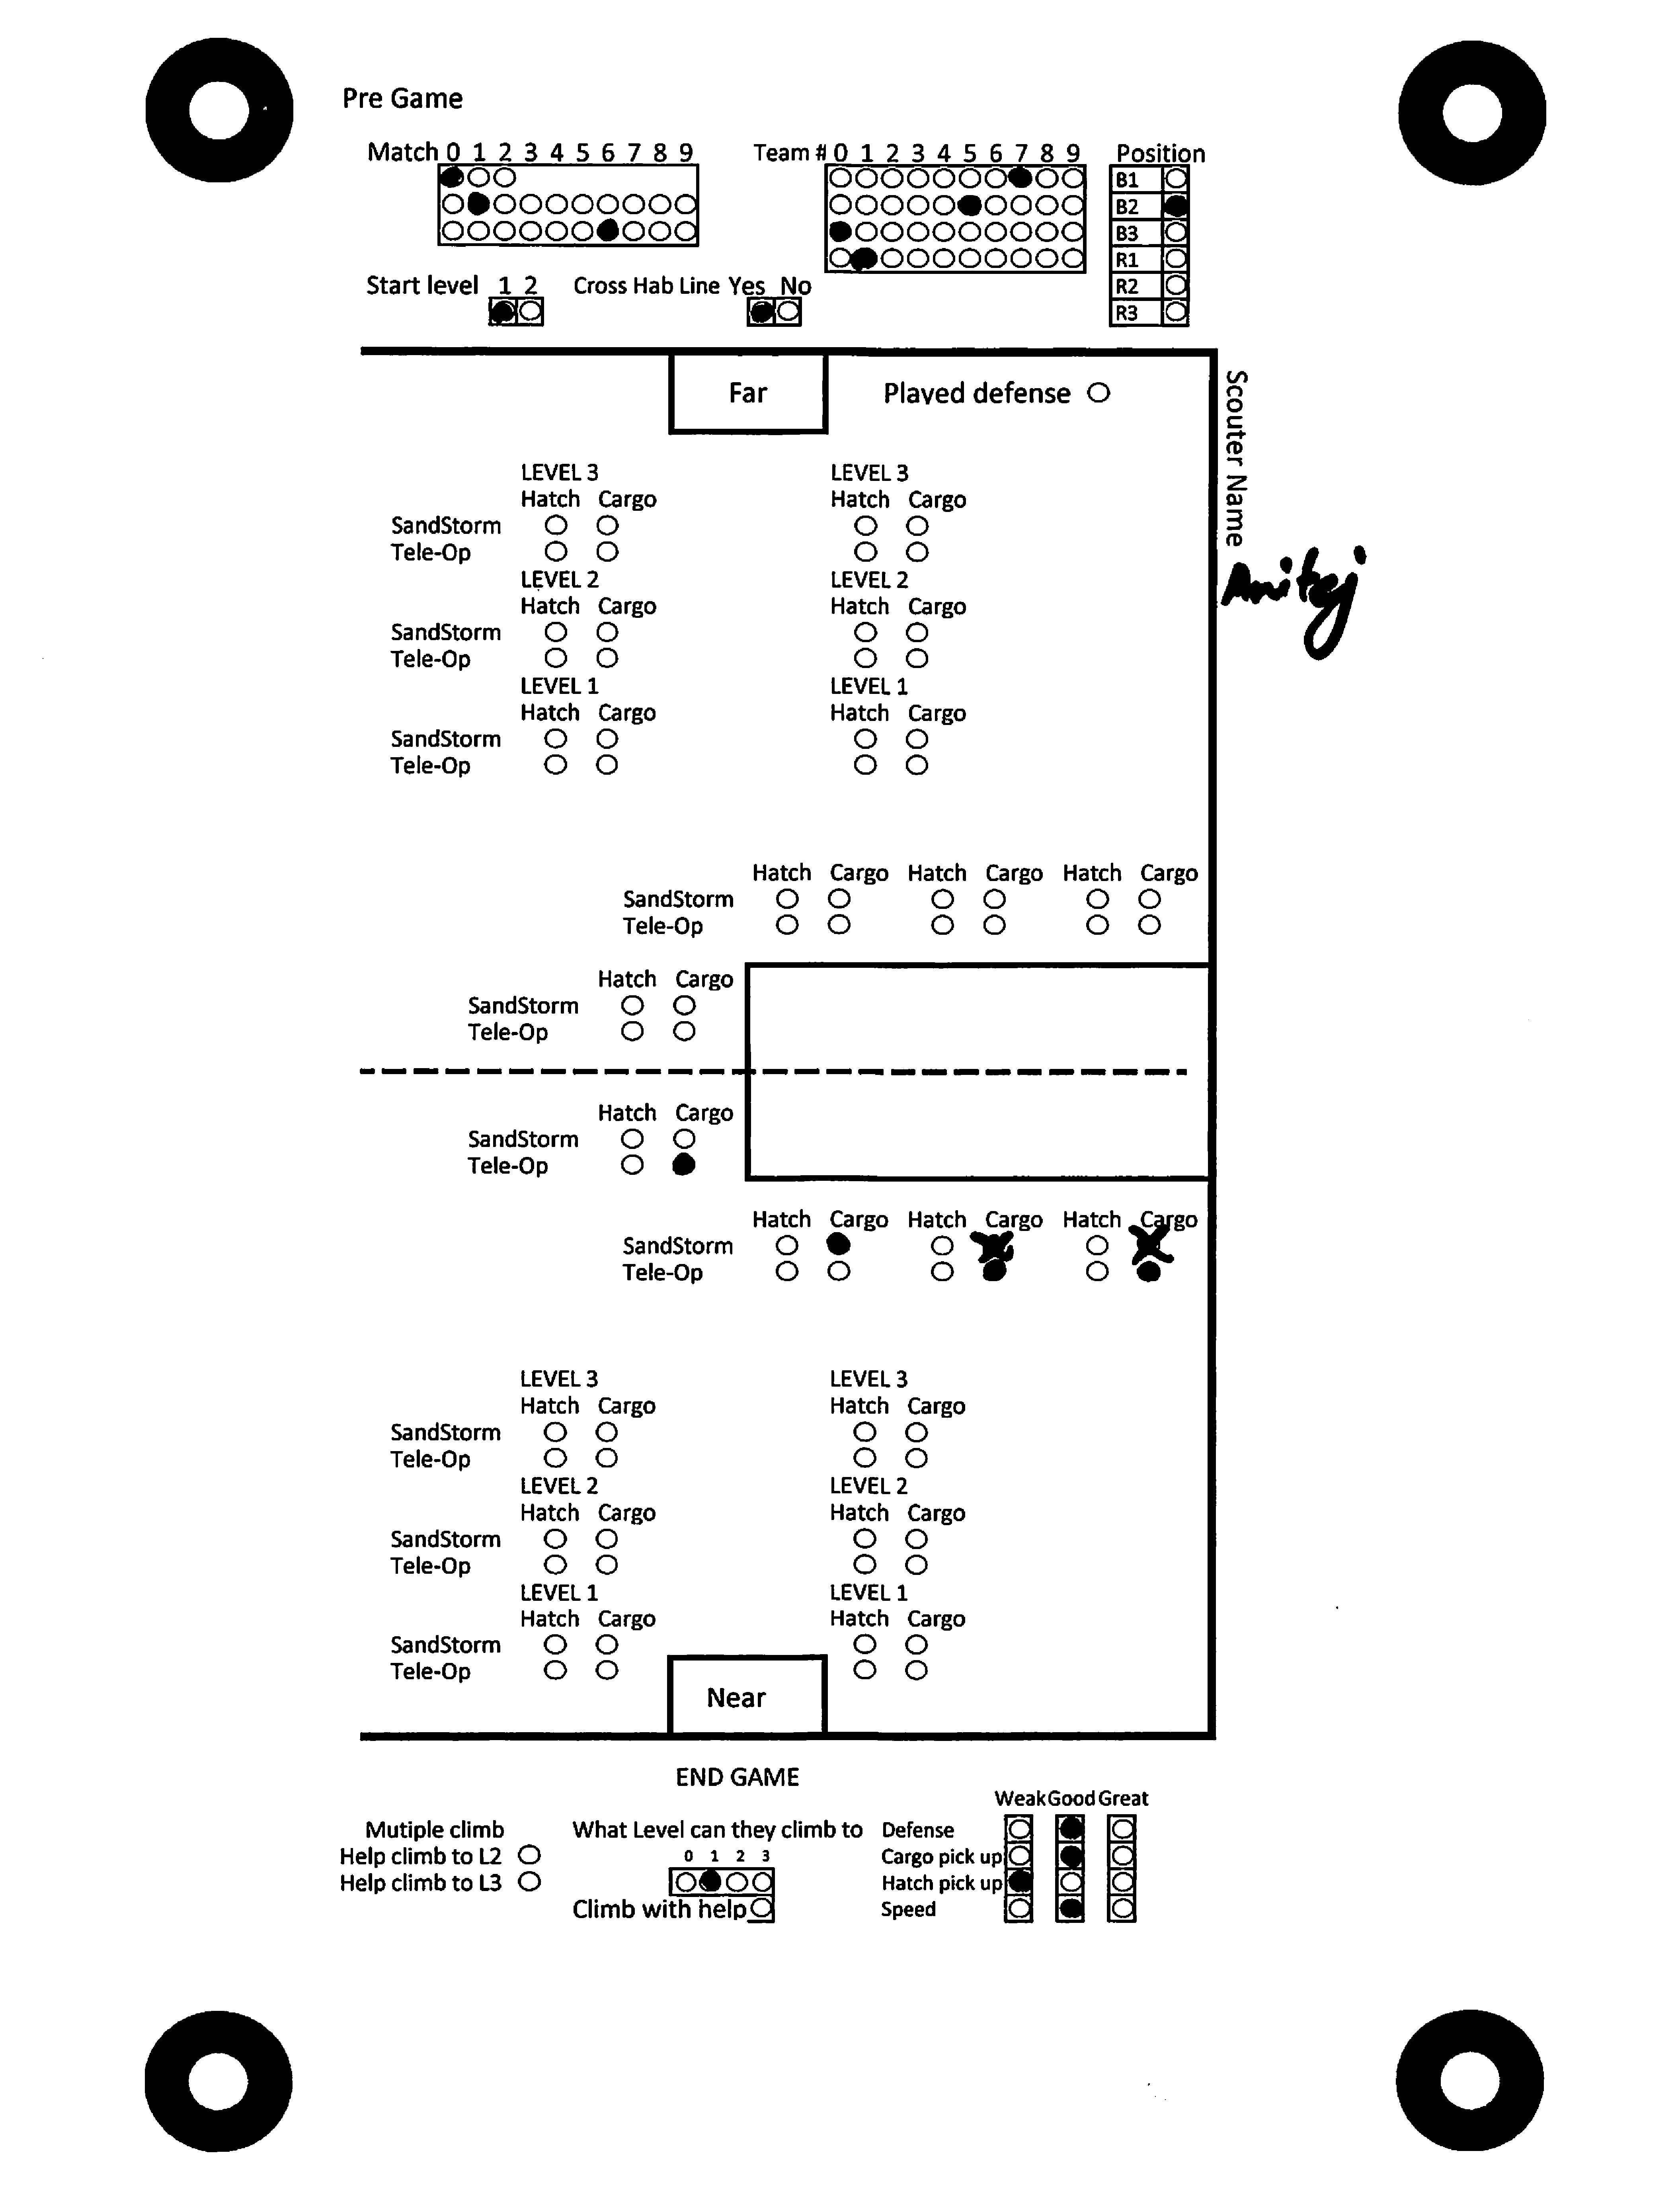 Pre Game
Match 0 1 2 3 4 5 6 7 8 9
Team # 0 1 2 3 4 5 6 7 8 9
Position
B1
B2
B3
R1
R2
R3
Start level 1 2
Cross Hab Line Yes No
Far
Played defense
Scouter Name
LEVEL 3 LEVEL 3
Hatch Cargo Hatch Cargo
SandStorm
Tele-Op
LEVEL 2 LEVEL 2
Hatch Cargo Hatch Cargo
SandStorm
Tele-Op
LEVEL 1 LEVEL 1
Hatch Cargo Hatch Cargo
SandStorm
Tele-Op
Hatch Cargo Hatch Cargo Hatch Cargo
SandStorm
Tele-Op
Hatch Cargo
SandStorm
Tele-Op
Hatch Cargo
SandStorm
Tele-Op
Hatch Cargo Hatch Cargo Hatch Cargo
SandStorm
Tele-Op
LEVEL 3 LEVEL 3
Hatch Cargo Hatch Cargo
SandStorm
Tele-Op
LEVEL 2 LEVEL 2
Hatch Cargo Hatch Cargo
SandStorm
Tele-Op
LEVEL 1 LEVEL 1
Hatch Cargo Hatch Cargo
SandStorm
Tele-Op
Near
END GAME
Mutiple climb
Help climb to L2
Help climb to L3
What Level can they climb to
0 1 2 3
Climb with help
Weak Good Great
Defense
Cargo pick up
Hatch pick up
Speed